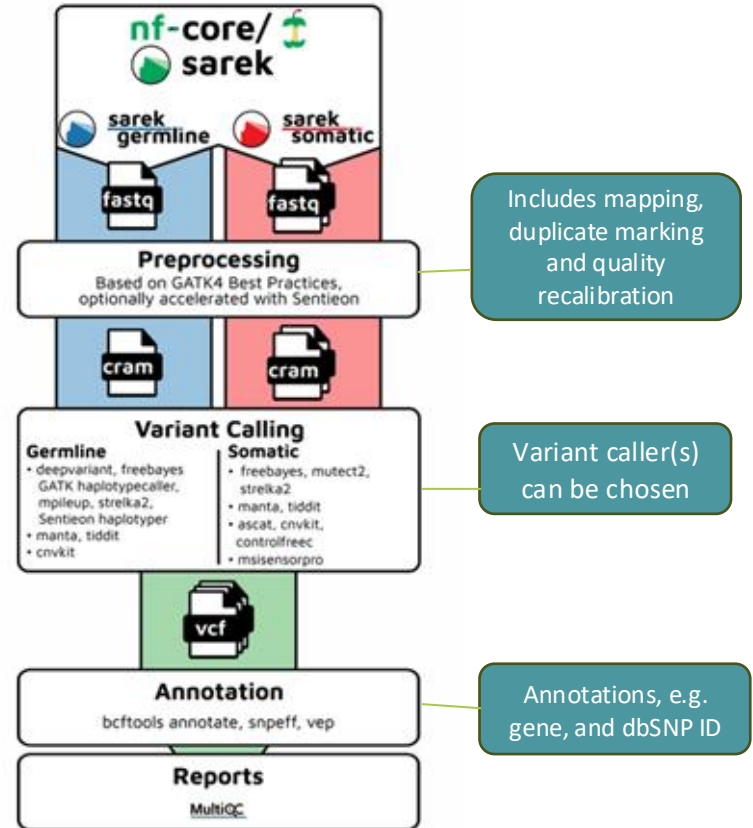 nf-core/
sarek
sarek
germline
sarek
somatic
fastq
fastq
Preprocessing
Based on GATK4 Best Practices,
optionally accelerated with Sentieon
Includes mapping,
duplicate marking
and quality
recalibration
cram
cram
Variant Calling
Germline
• deepvariant, freebayes
GATK haplotypecaller,
mpileup, strelka2,
Sentieon haplotyper
• manta, tiddit
• cnvkit
Somatic
• freebayes, mutect2,
strelka2
• manta, tiddit
• ascat, cnvkit,
controlfreec
• msisensorpro
Variant caller(s)
can be chosen
vcf
Annotation
bcftools annotate, snpeff, vep
Annotations, e.g.
gene, and dbSNP ID
Reports
MultiQC